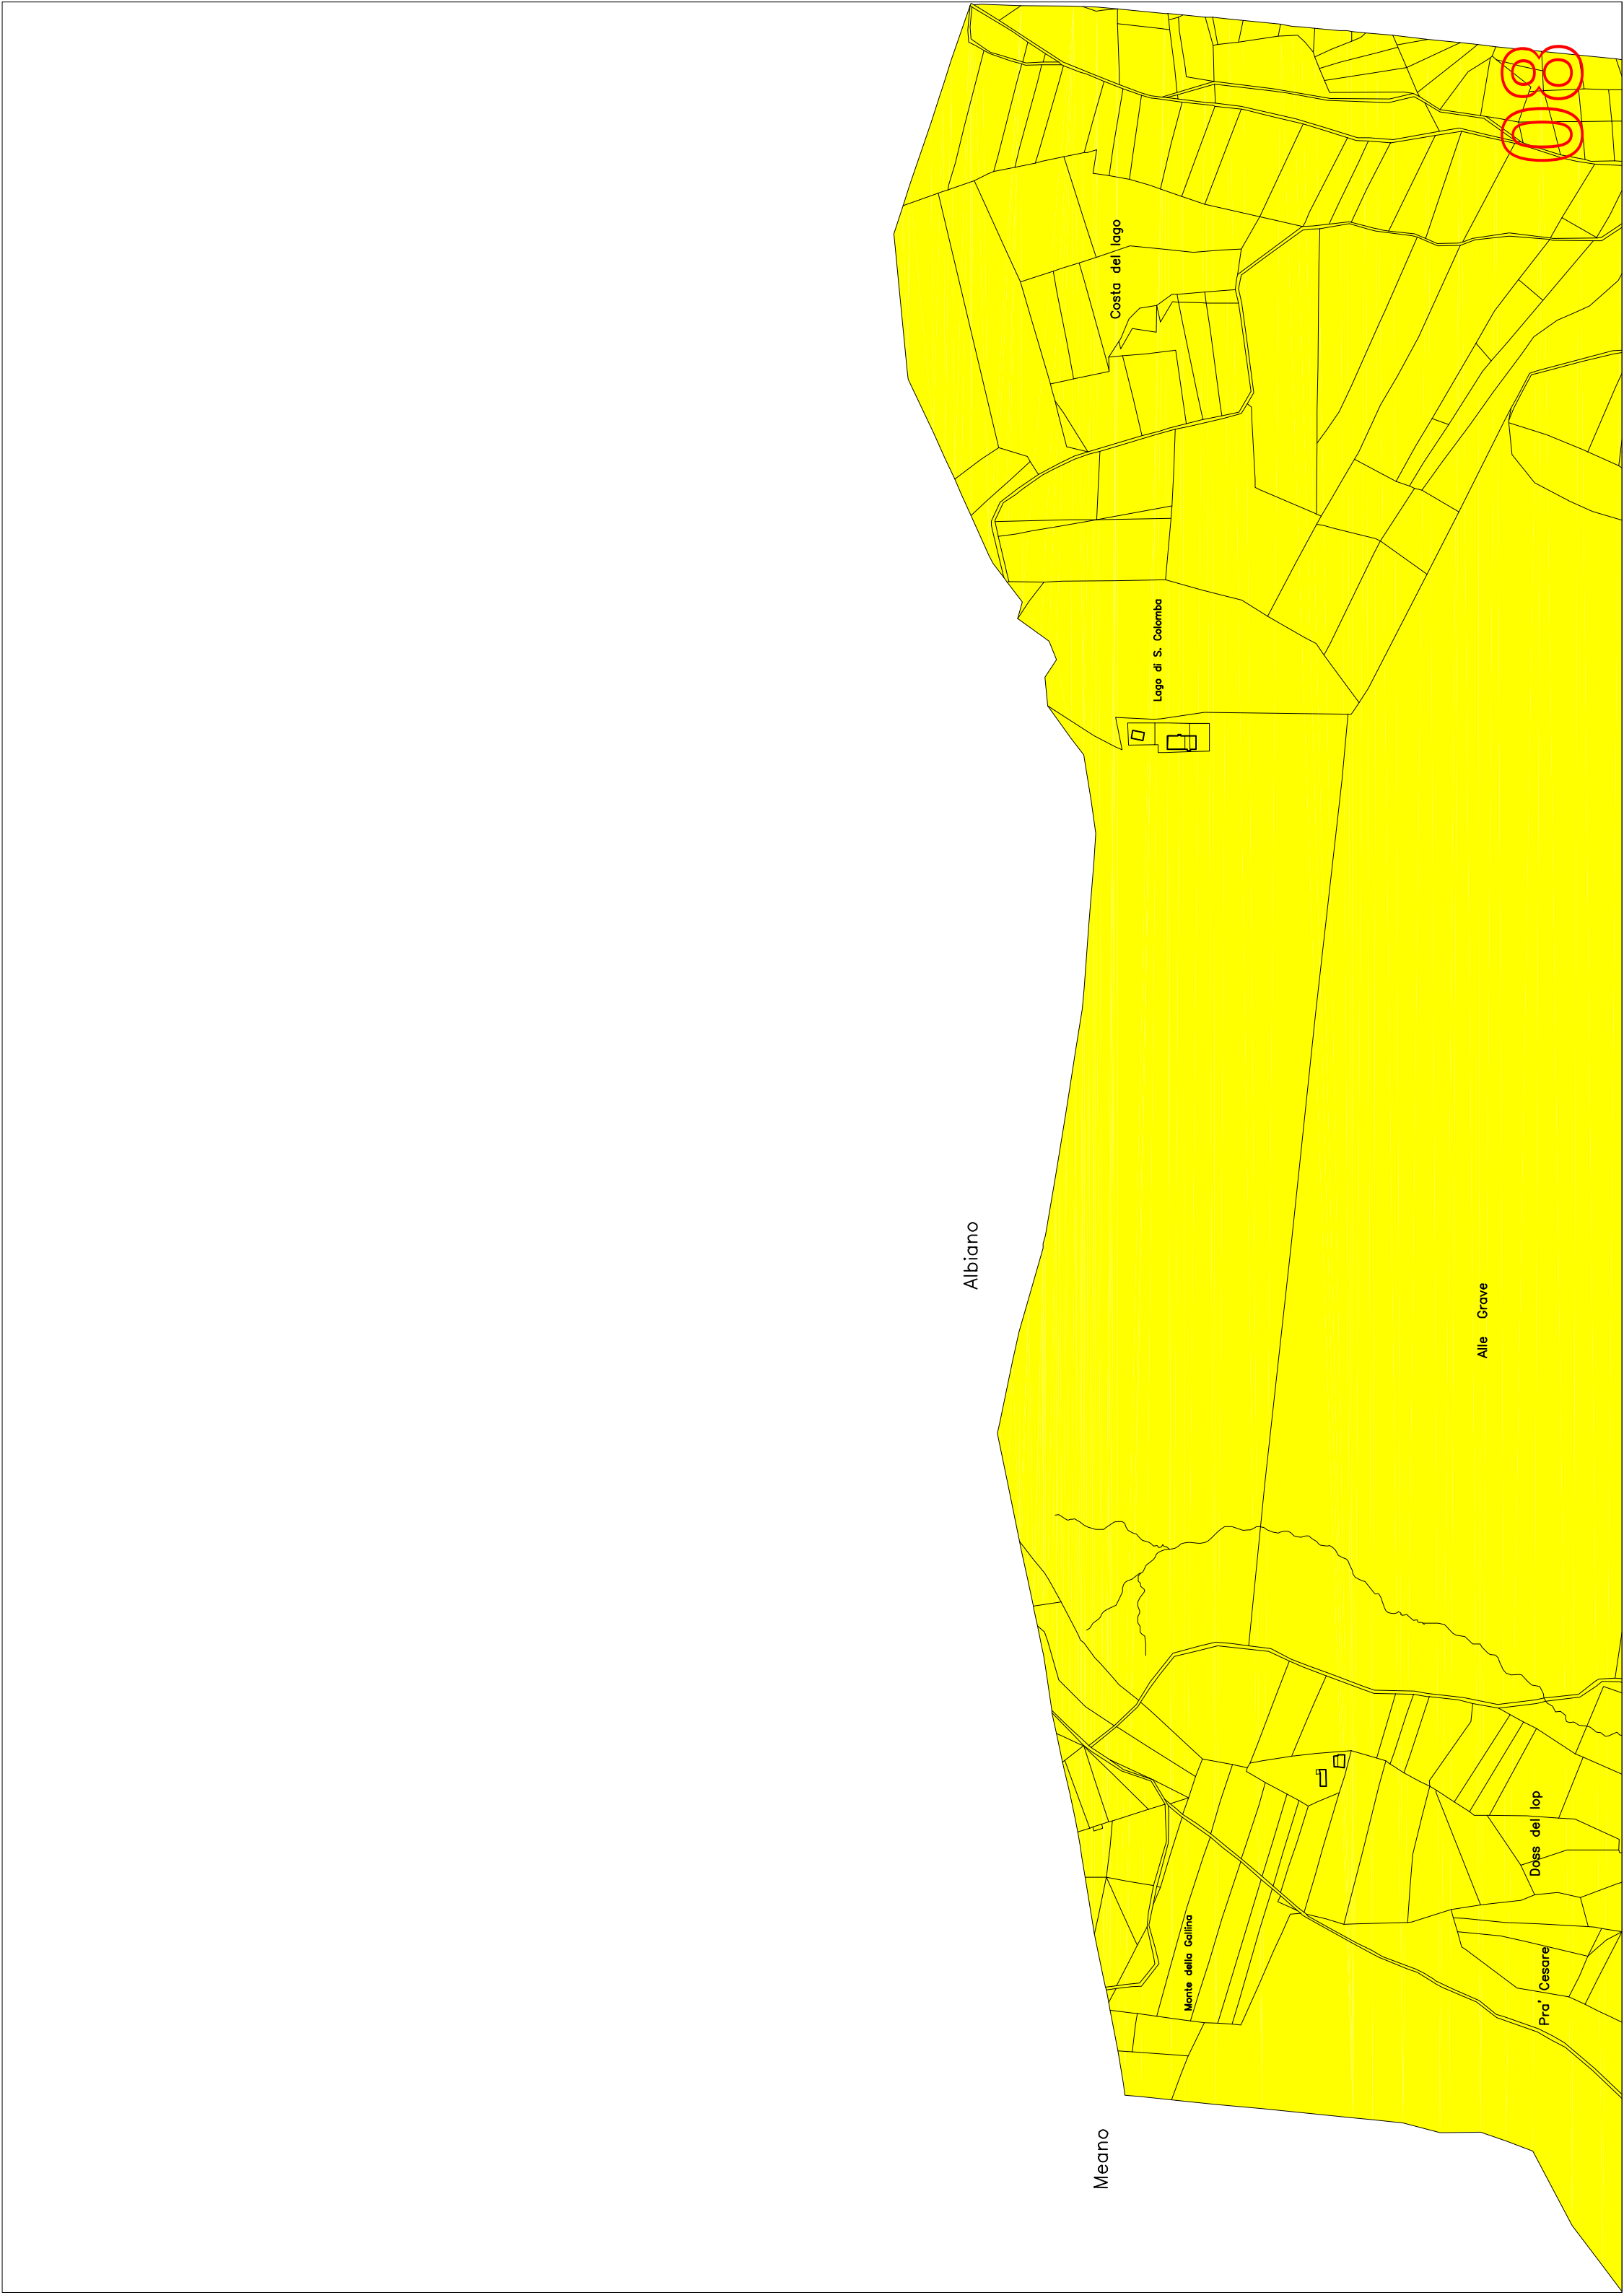 Albiano
Meano
Costa del lago
Lago di S. Colomba
Monte della Gallina
Alle Grave
Doss del lop
Pra' Cesare
08